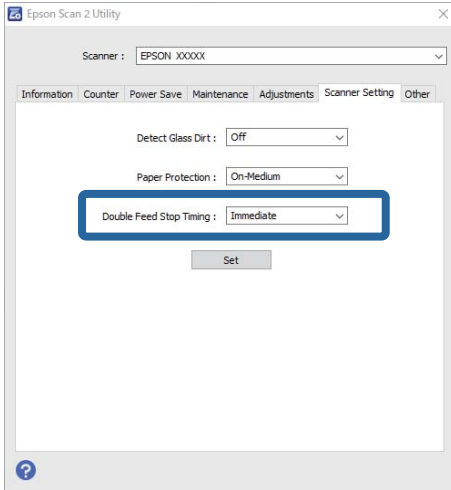 Epson Scan 2 Utility
Scanner : EPSON XXXXX
Information Counter Power Save Maintenance Adjustments Scanner Setting Other
Detect Glass Dirt : Off
Paper Protection : On-Medium
Double Feed Stop Timing : Immediate
Set
?